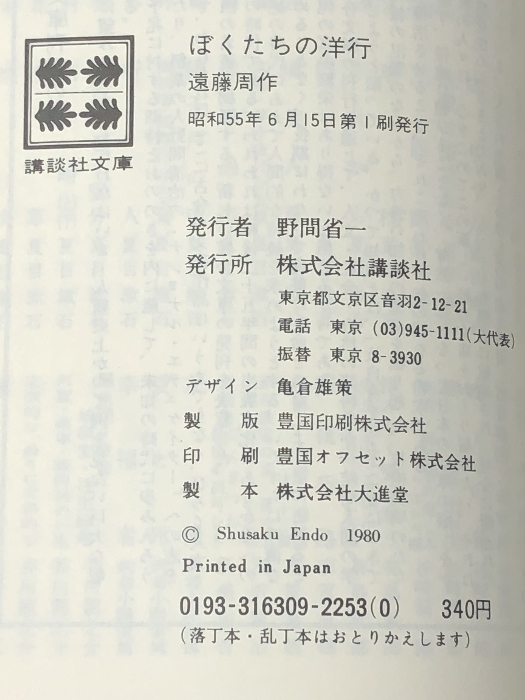 ぼくたちの洋行
遠藤周作
昭和55年6月15日第1刷発行
講談社文庫
発行者 野間省一
発行所 株式会社講談社
東京都文京区音羽2-12-21
電話 東京 (03)945-1111(大代表)
振替 東京 8-3930
デザイン 亀倉雄策
製版 豊国印刷株式会社
印刷 豊国オフセット株式会社
製本 株式会社大進堂
© Shusaku Endo 1980
Printed in Japan
0193-316309-2253(0) 340円
(落丁本・乱丁本はおとりかえします)